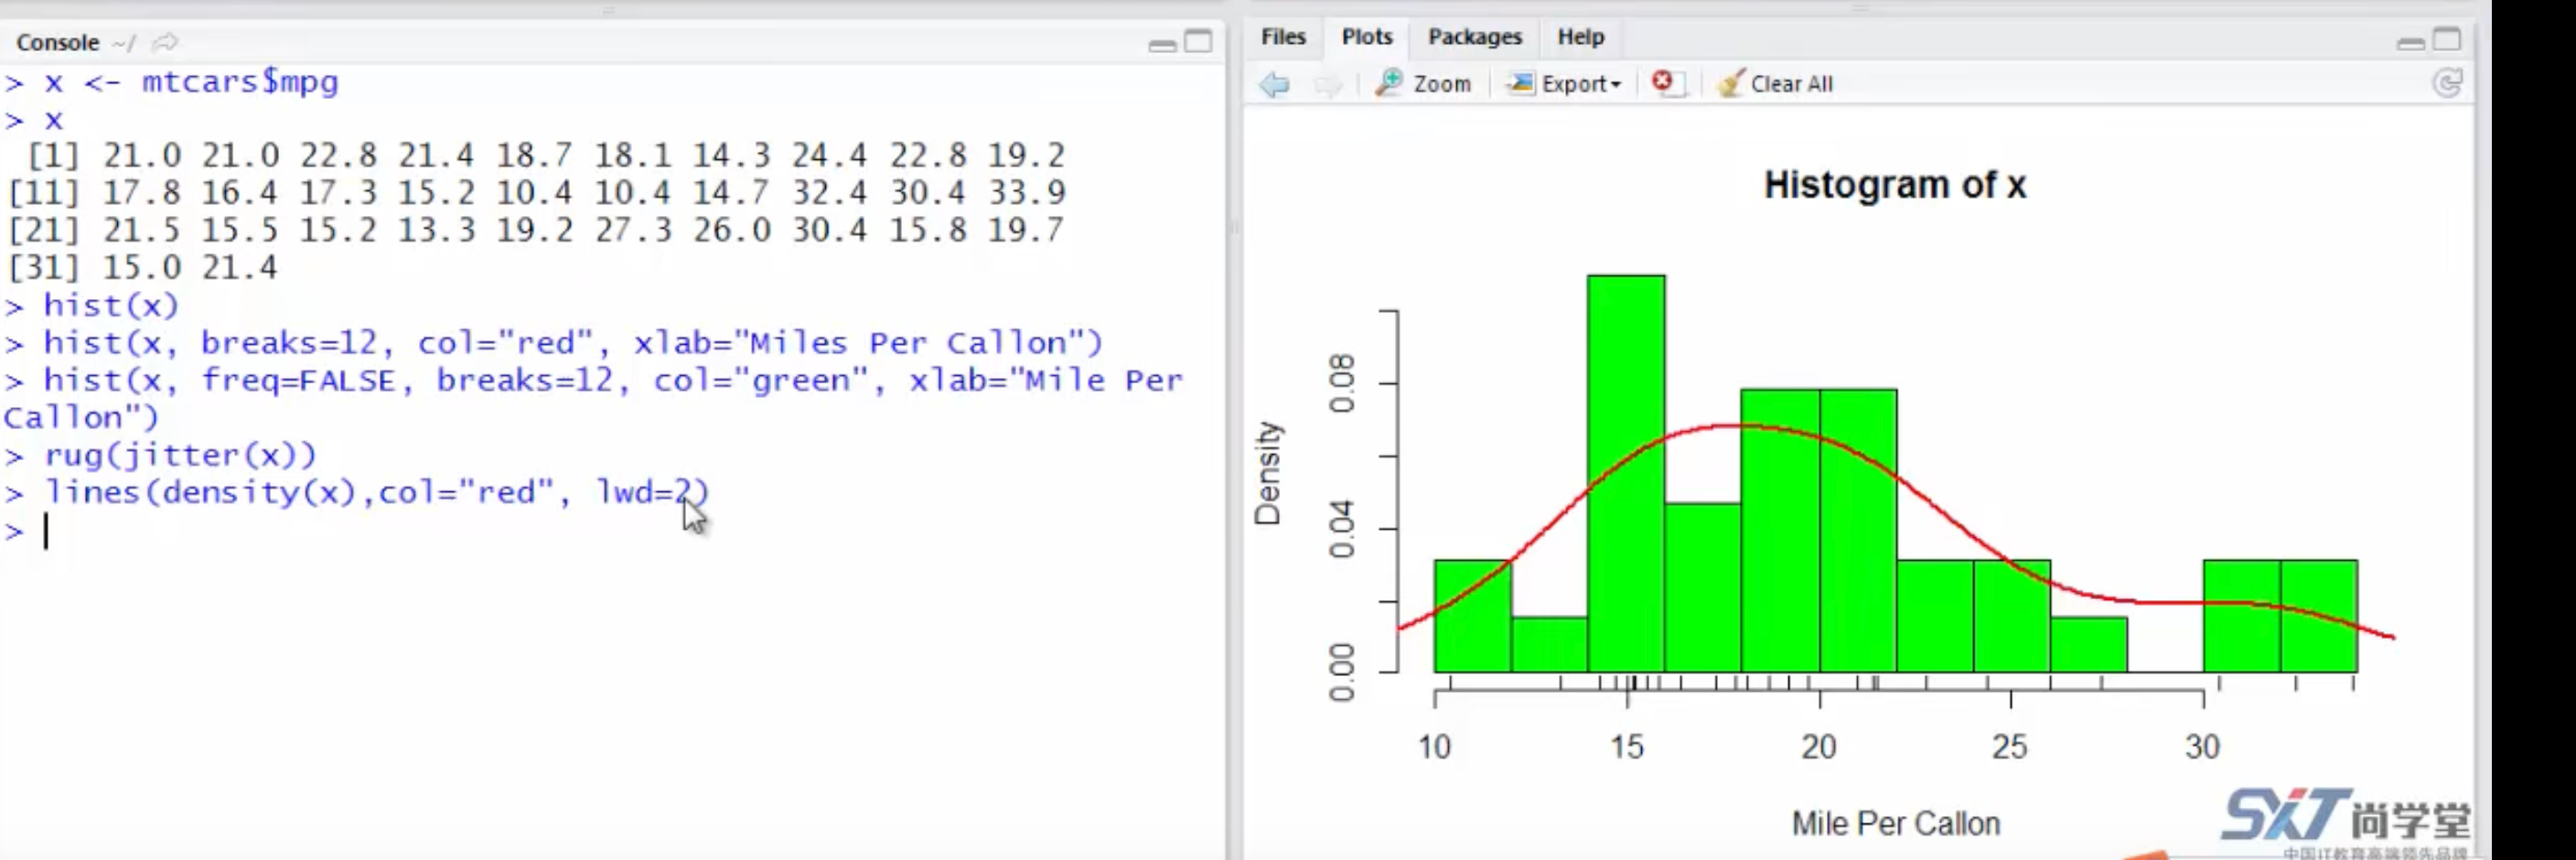 Console ~/
> x <- mtcars$mpg
> x
[1] 21.0 21.0 22.8 21.4 18.7 18.1 14.3 24.4 22.8 19.2
[11] 17.8 16.4 17.3 15.2 10.4 10.4 14.7 32.4 30.4 33.9
[21] 21.5 15.5 15.2 13.3 19.2 27.3 26.0 30.4 15.8 19.7
[31] 15.0 21.4
> hist(x)
> hist(x, breaks=12, col="red", xlab="Miles Per Callon")
> hist(x, freq=FALSE, breaks=12, col="green", xlab="Mile Per
Callon")
> rug(jitter(x))
> lines(density(x),col="red", lwd=2)
>
Files Plots Packages Help
Zoom Export Clear All
Histogram of x
Density
0.00 0.04 0.08
10 15 20 25 30
Mile Per Callon
SXT尚学堂
中国IT教育高端领先品牌